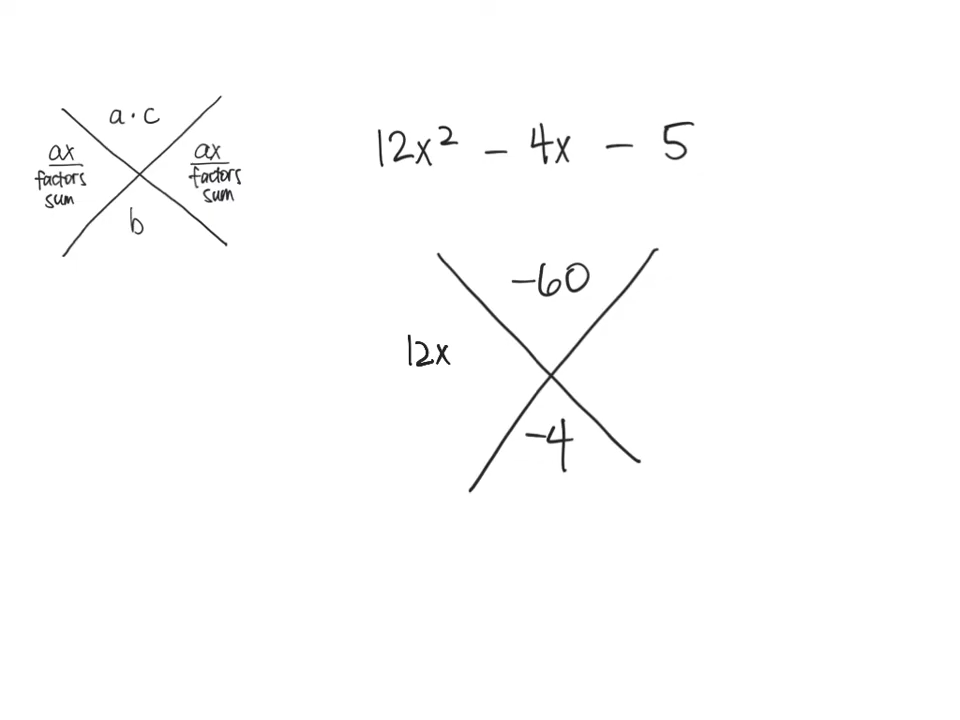 a · c
ax
factors
sum
ax
factors
sum
b
12x² - 4x - 5
-60
12x
-4